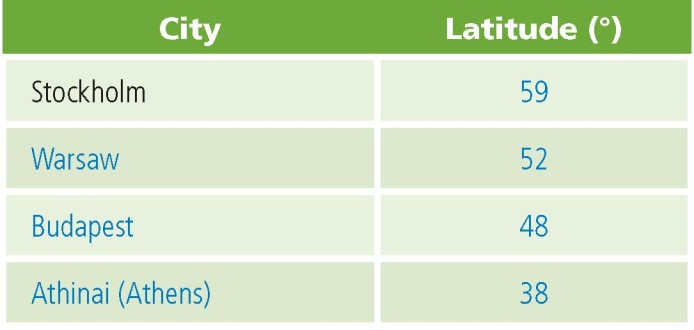 City Latitude (°)
Stockholm 59
Warsaw 52
Budapest 48
Athinai (Athens) 38